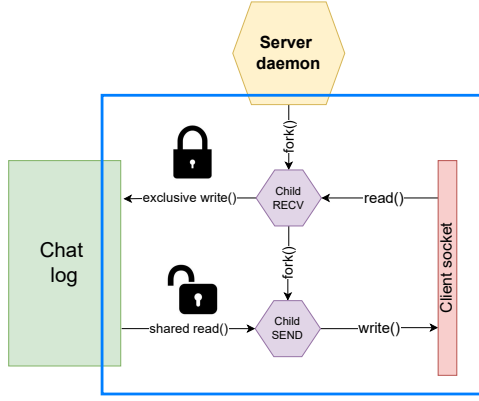 Server
daemon
fork()
Child
RECV
exclusive write()
read()
Chat
log
fork()
Client socket
Child
SEND
shared read()
write()